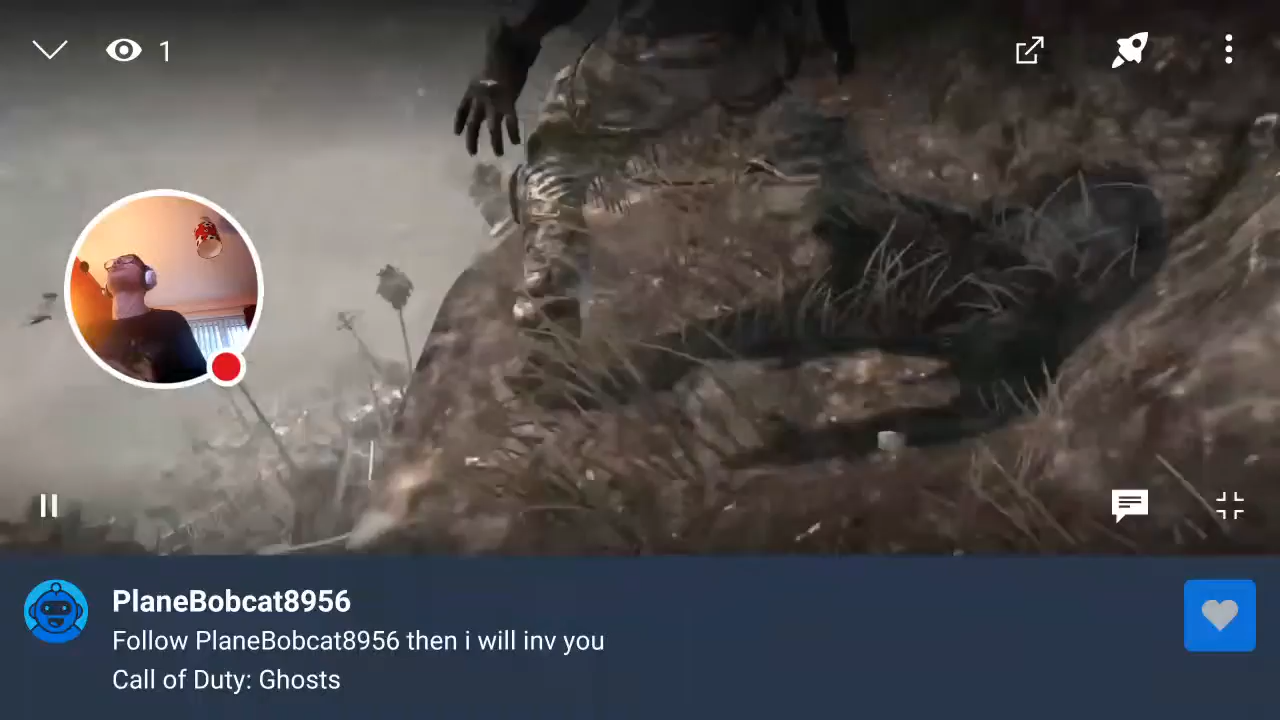 1
PlaneBobcat8956
Follow PlaneBobcat8956 then i will inv you
Call of Duty: Ghosts